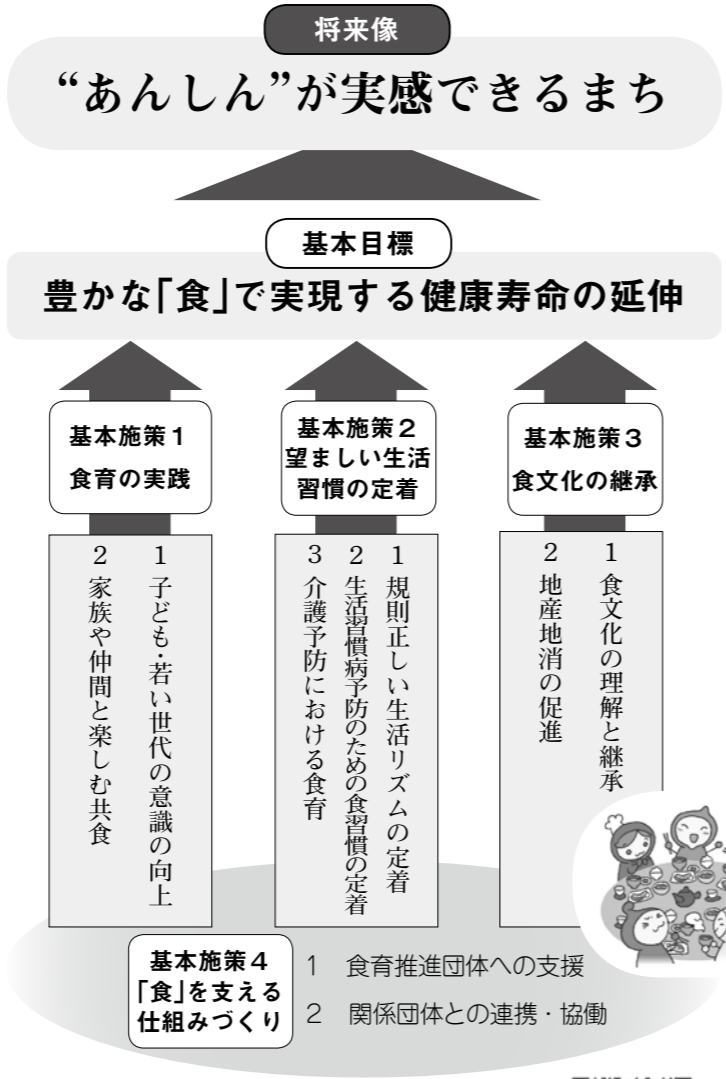 将来像
“あんしん”が実感できるまち
基本目標
豊かな「食」で実現する健康寿命の延伸
基本施策1
食育の実践
1 子ども・若い世代の意識の向上
2 家族や仲間と楽しむ共食
基本施策2
望ましい生活
習慣の定着
1 規則正しい生活リズムの定着
2 生活習慣病予防のための食習慣の定着
3 介護予防における食育
基本施策3
食文化の継承
1 食文化の理解と継承
2 地産地消の促進
基本施策4
「食」を支える
仕組みづくり
1 食育推進団体への支援
2 関係団体との連携・協働